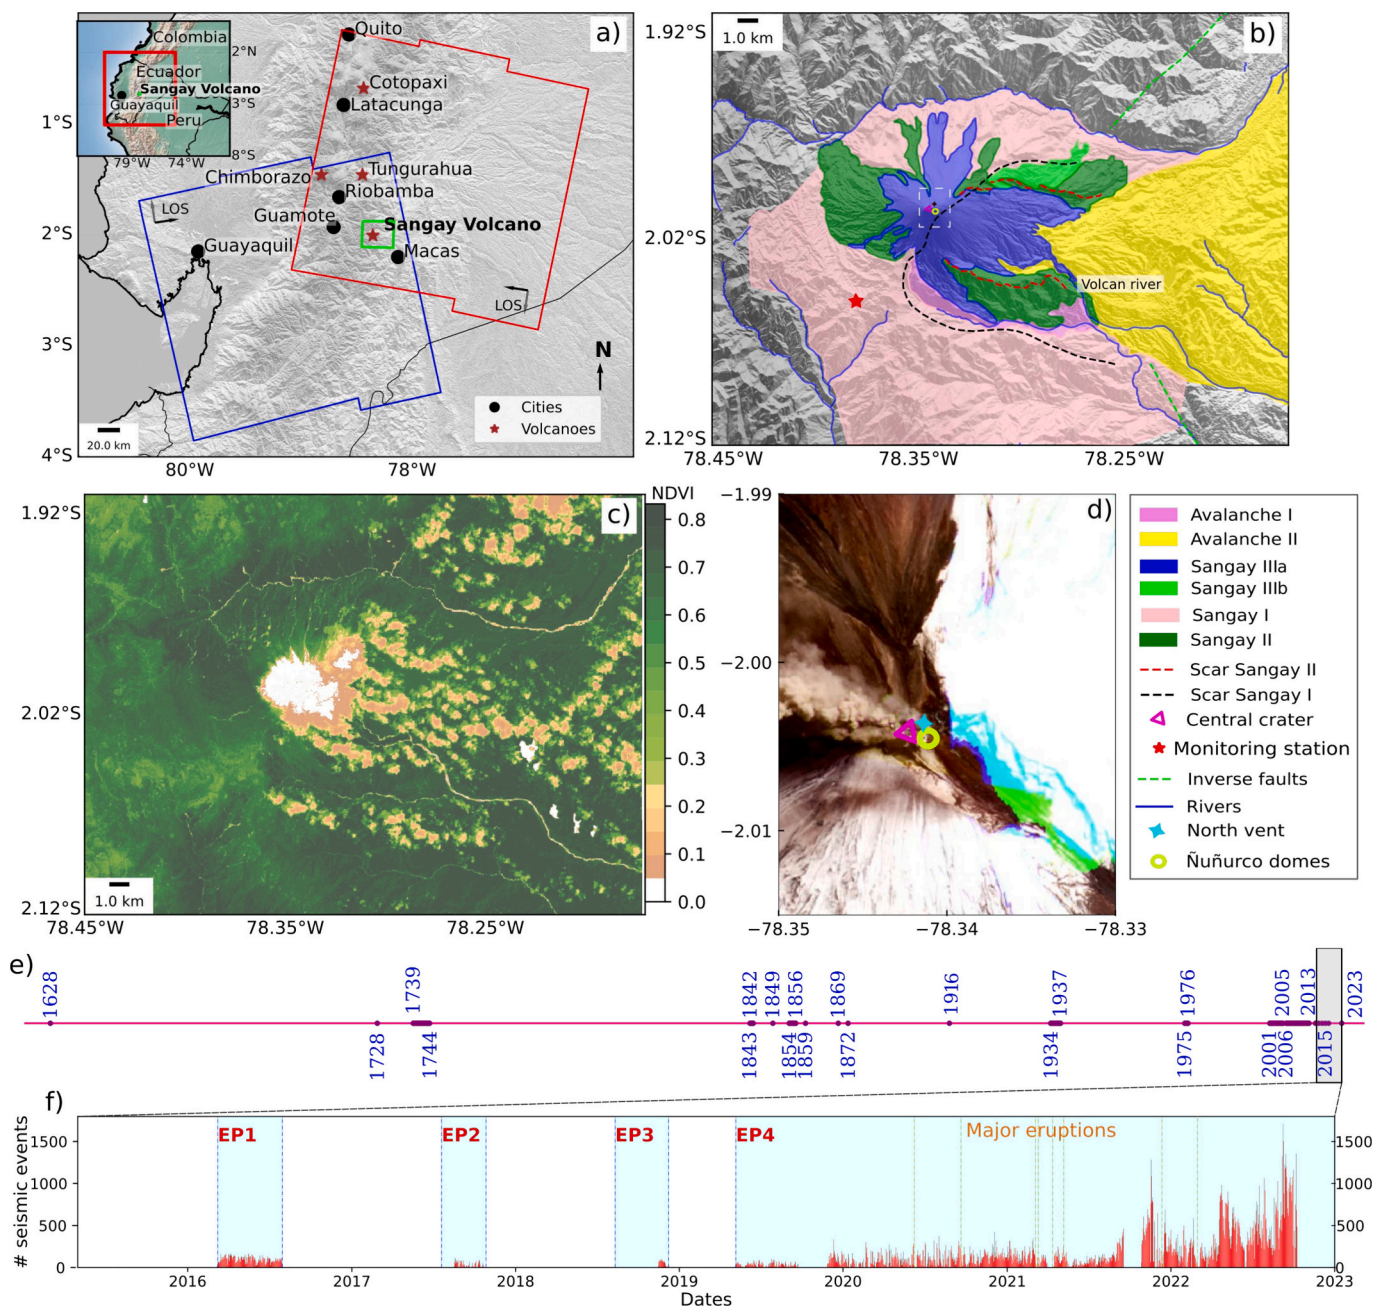 a)
Quito
Cotopaxi
Latacunga
Chimborazo
Tungurahua
Riobamba
Guamote
Sangay Volcano
Guayaquil
Macas
LOS
LOS
N
Cities
Volcanoes
20.0 km
1°S
2°S
3°S
4°S
80°W
78°W
Colombia
Ecuador
Sangay Volcano
Guayaquil
Peru
2°N
3°S
8°S
79°W
74°W
b)
1.0 km
Volcan river
1.92°S
2.02°S
2.12°S
78.45°W
78.35°W
78.25°W
c)
NDVI
0.8
0.7
0.6
0.5
0.4
0.3
0.2
0.1
0.0
1.0 km
1.92°S
2.02°S
2.12°S
78.45°W
78.35°W
78.25°W
d)
−1.99
−2.00
−2.01
−78.35
−78.34
−78.33
Avalanche I
Avalanche II
Sangay IIIa
Sangay IIIb
Sangay I
Sangay II
Scar Sangay II
Scar Sangay I
Central crater
Monitoring station
Inverse faults
Rivers
North vent
Ñuñurco domes
e)
1628
1728
1739
1744
1842
1843
1849
1854
1856
1859
1869
1872
1916
1934
1937
1975
1976
2001
2005
2006
2013
2015
2023
f)
EP1
EP2
EP3
EP4
Major eruptions
# seismic events
1500
1000
500
0
1500
1000
500
0
2016
2017
2018
2019
2020
2021
2022
2023
Dates